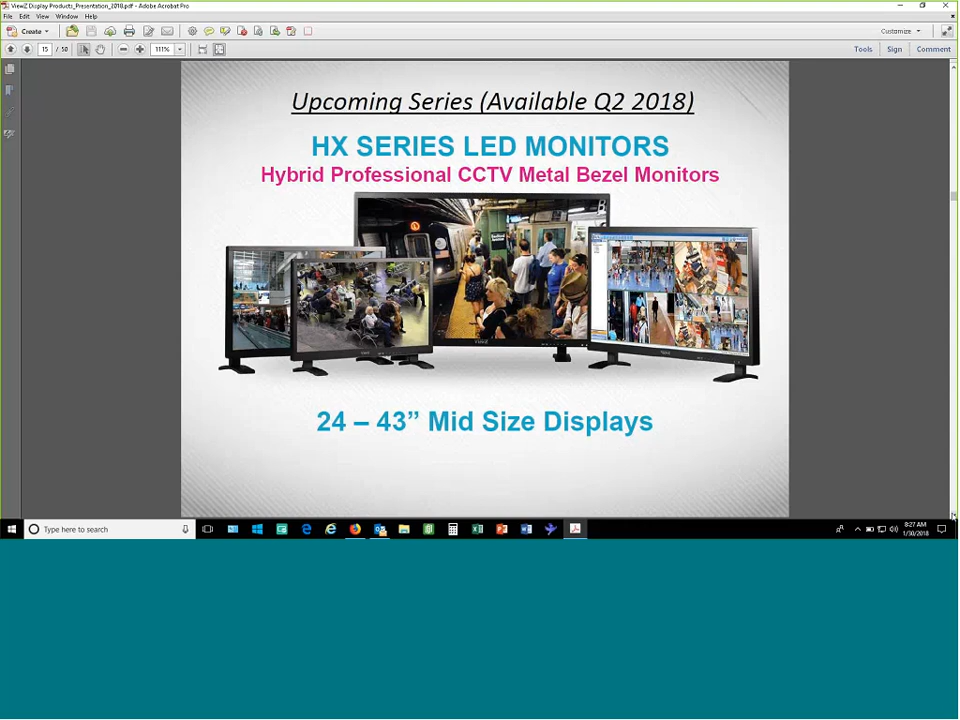 ViewZ Display Products_Presentation_2018.pdf - Adobe Acrobat Pro
File Edit View Window Help
Create
Customize
15 / 50
111%
Tools Sign Comment
Upcoming Series (Available Q2 2018)
HX SERIES LED MONITORS
Hybrid Professional CCTV Metal Bezel Monitors
24 – 43” Mid Size Displays
Type here to search
8:27 AM
1/30/2018